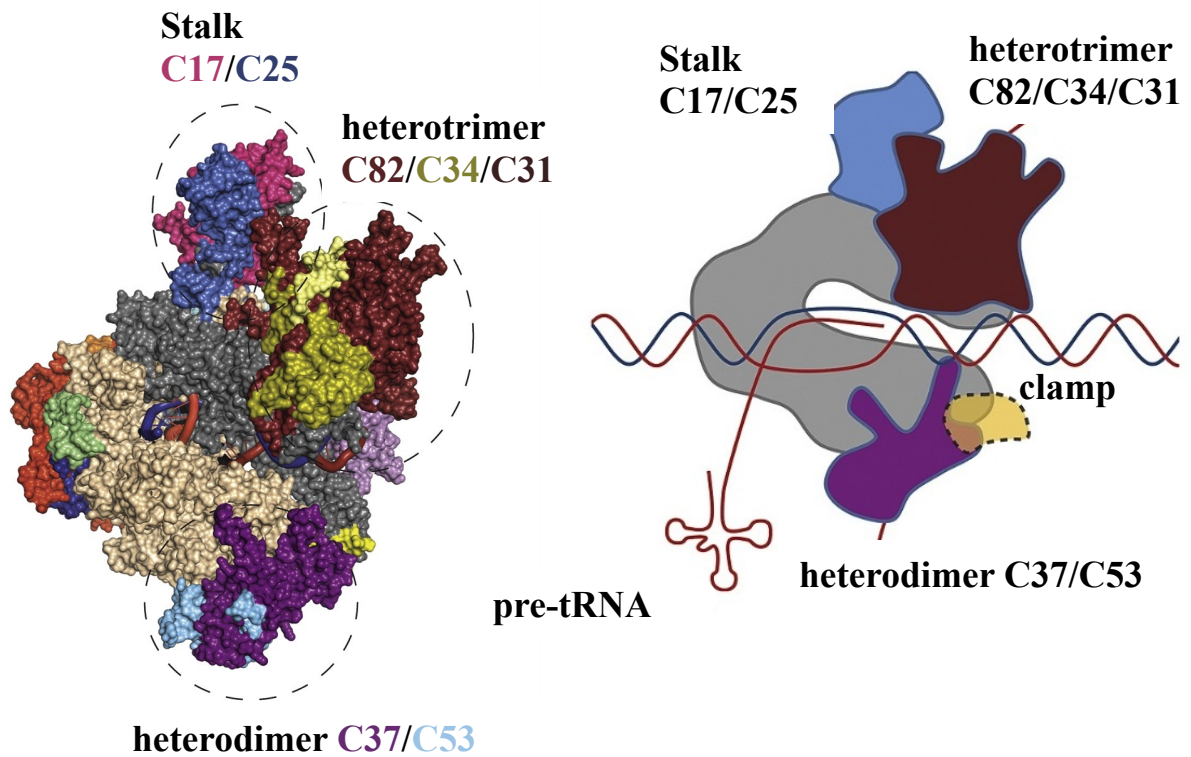 Stalk
C17/C25
heterotrimer
C82/C34/C31
heterodimer C37/C53
Stalk
C17/C25
heterotrimer
C82/C34/C31
clamp
heterodimer C37/C53
pre-tRNA